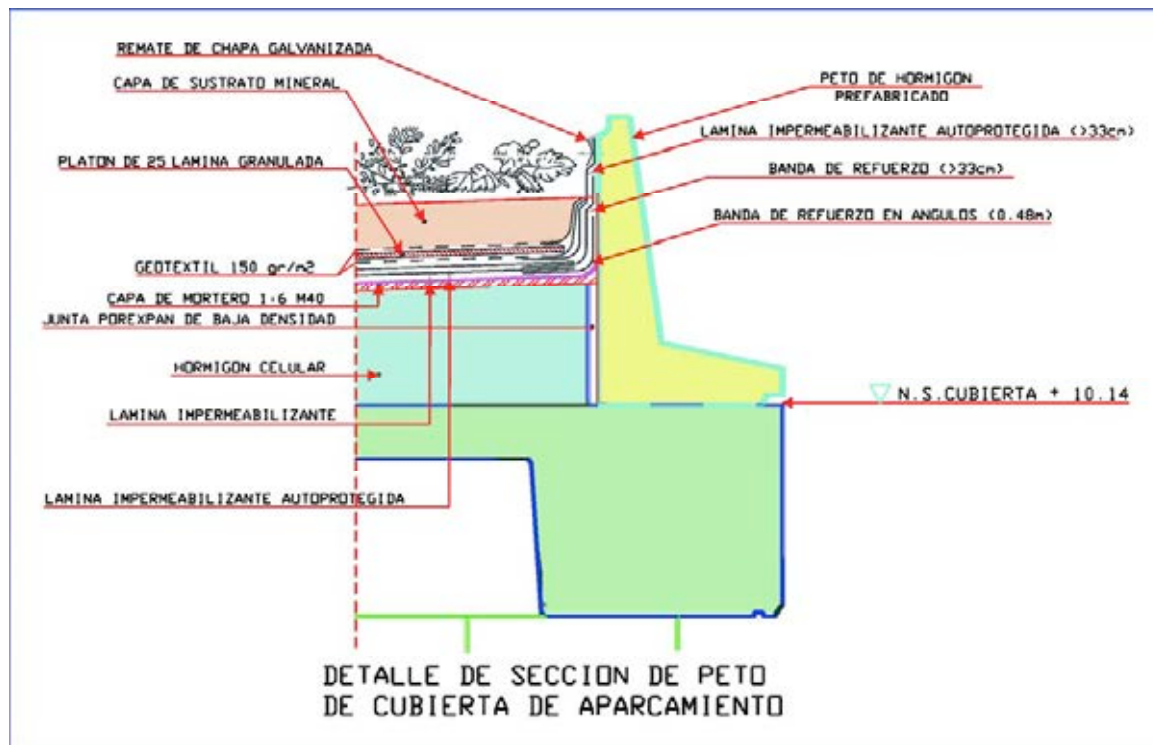 REMATE DE CHAPA GALVANIZADA
CAPA DE SUSTRATO MINERAL
PLATON DE 25 LAMINA GRANULADA
GEOTEXTIL 150 gr/m2
CAPA DE MORTERO 1:6 M40
JUNTA POREXPAN DE BAJA DENSIDAD
HORMIGON CELULAR
LAMINA IMPERMEABILIZANTE
LAMINA IMPERMEABILIZANTE AUTOPROTEGIDA
PETO DE HORMIGON
PREFABRICADO
LAMINA IMPERMEABILIZANTE AUTOPROTEGIDA (>33cm)
BANDA DE REFUERZO (>33cm)
BANDA DE REFUERZO EN ANGULOS (0.48m)
N.S.CUBIERTA + 10.14
DETALLE DE SECCION DE PETO
DE CUBIERTA DE APARCAMIENTO